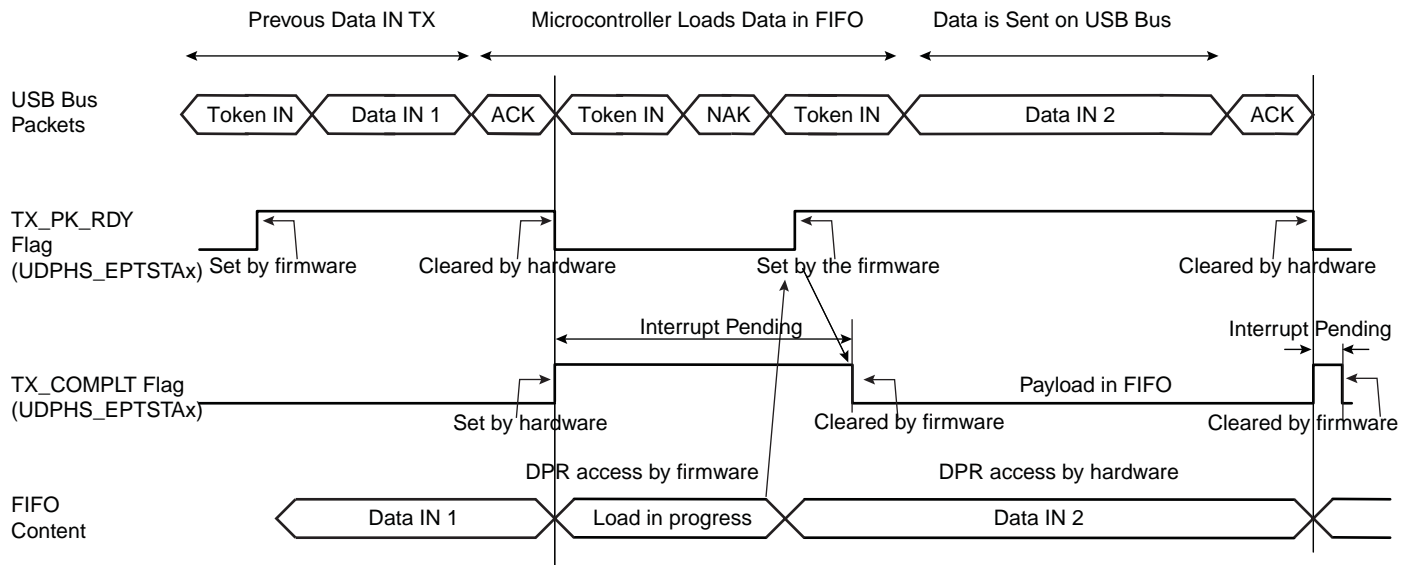 Prevous Data IN TX Microcontroller Loads Data in FIFO Data is Sent on USB Bus
USB Bus
Packets
Token IN Data IN 1 ACK Token IN NAK Token IN Data IN 2 ACK
TX_PK_RDY
Flag
(UDPHS_EPTSTAx)
Set by firmware Cleared by hardware Set by the firmware Cleared by hardware
Interrupt Pending Interrupt Pending
TX_COMPLT Flag
(UDPHS_EPTSTAx)
Payload in FIFO
Set by hardware Cleared by firmware Cleared by firmware
DPR access by firmware DPR access by hardware
FIFO
Content
Data IN 1 Load in progress Data IN 2